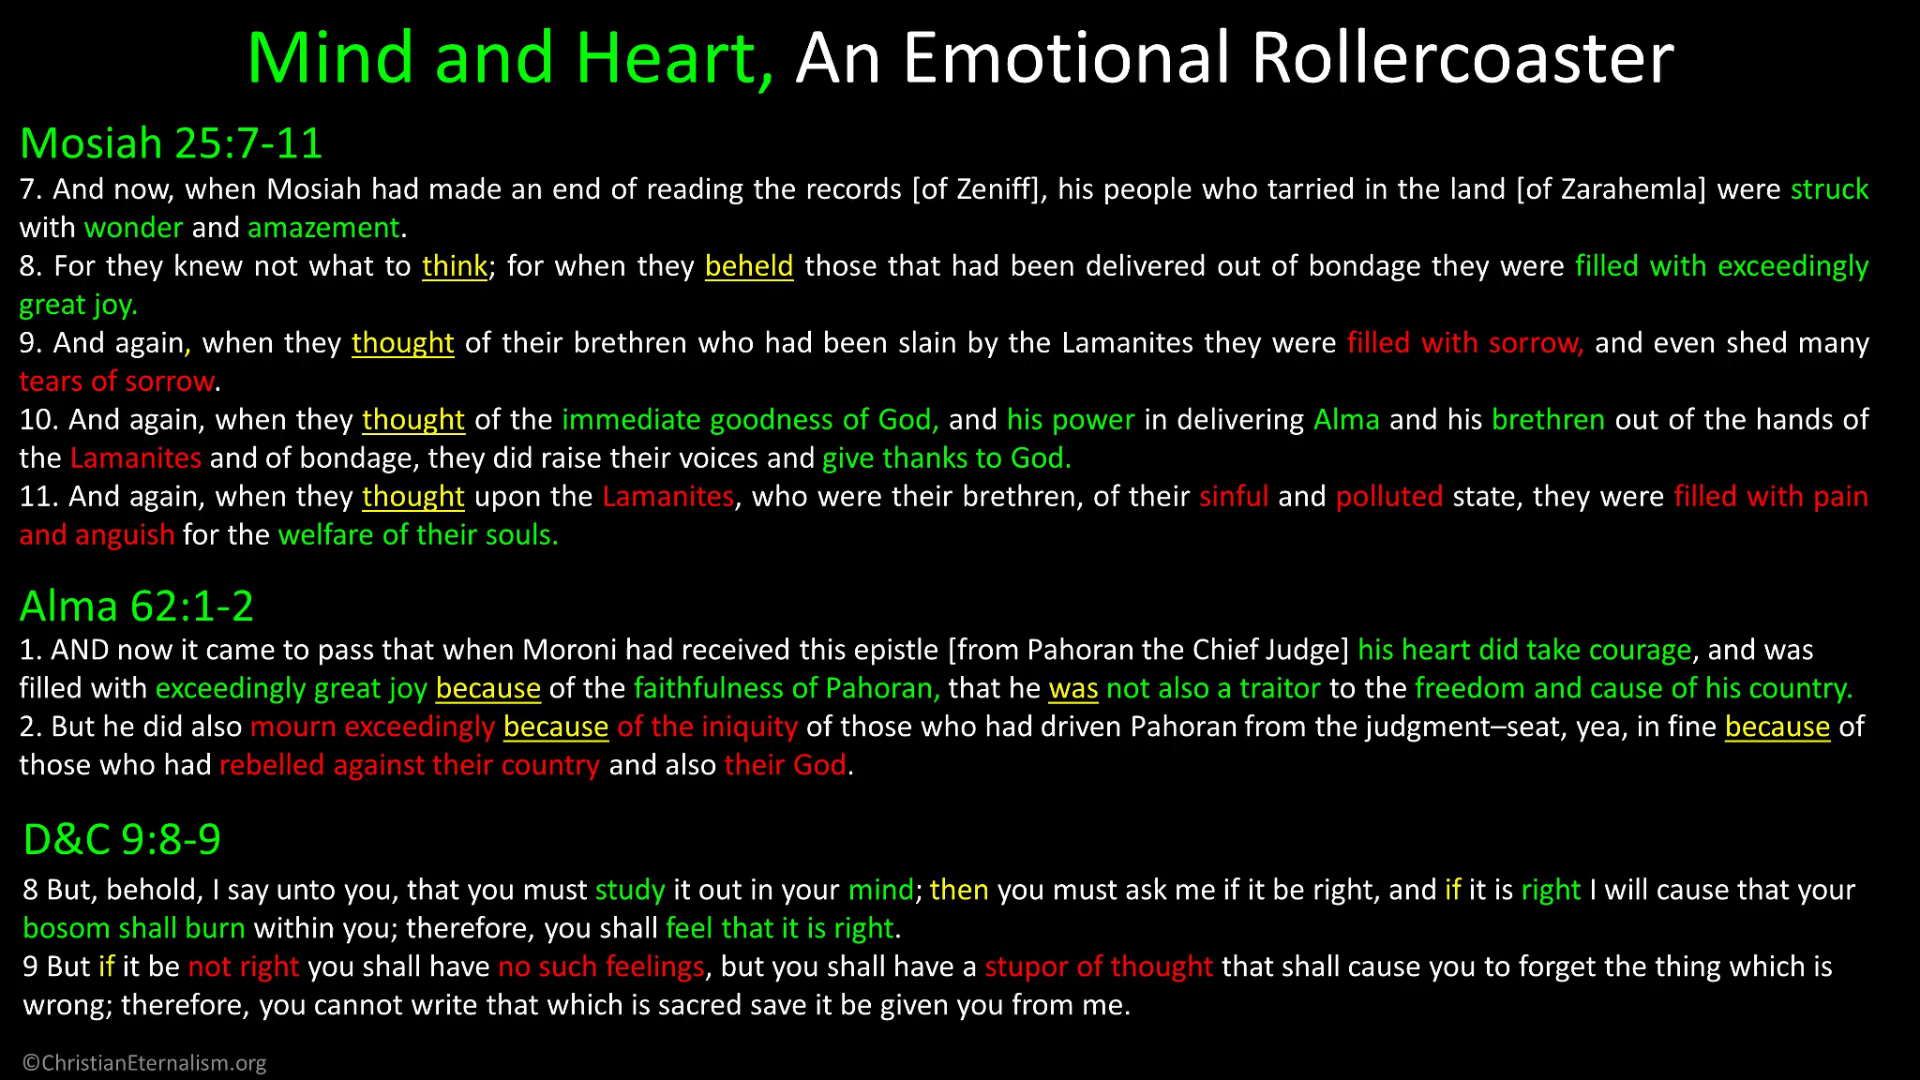 Mind and Heart, An Emotional Rollercoaster
Mosiah 25:7-11
7. And now, when Mosiah had made an end of reading the records [of Zeniff], his people who tarried in the land [of Zarahemla] were struck
with wonder and amazement.
8. For they knew not what to think; for when they beheld those that had been delivered out of bondage they were filled with exceedingly
great joy.
9. And again, when they thought of their brethren who had been slain by the Lamanites they were filled with sorrow, and even shed many
tears of sorrow.
10. And again, when they thought of the immediate goodness of God, and his power in delivering Alma and his brethren out of the hands of
the Lamanites and of bondage, they did raise their voices and give thanks to God.
11. And again, when they thought upon the Lamanites, who were their brethren, of their sinful and polluted state, they were filled with pain
and anguish for the welfare of their souls.
Alma 62:1-2
1. AND now it came to pass that when Moroni had received this epistle [from Pahoran the Chief Judge] his heart did take courage, and was
filled with exceedingly great joy because of the faithfulness of Pahoran, that he was not also a traitor to the freedom and cause of his country.
2. But he did also mourn exceedingly because of the iniquity of those who had driven Pahoran from the judgment–seat, yea, in fine because of
those who had rebelled against their country and also their God.
D&C 9:8-9
8 But, behold, I say unto you, that you must study it out in your mind; then you must ask me if it be right, and if it is right I will cause that your
bosom shall burn within you; therefore, you shall feel that it is right.
9 But if it be not right you shall have no such feelings, but you shall have a stupor of thought that shall cause you to forget the thing which is
wrong; therefore, you cannot write that which is sacred save it be given you from me.
©ChristianEternalism.org